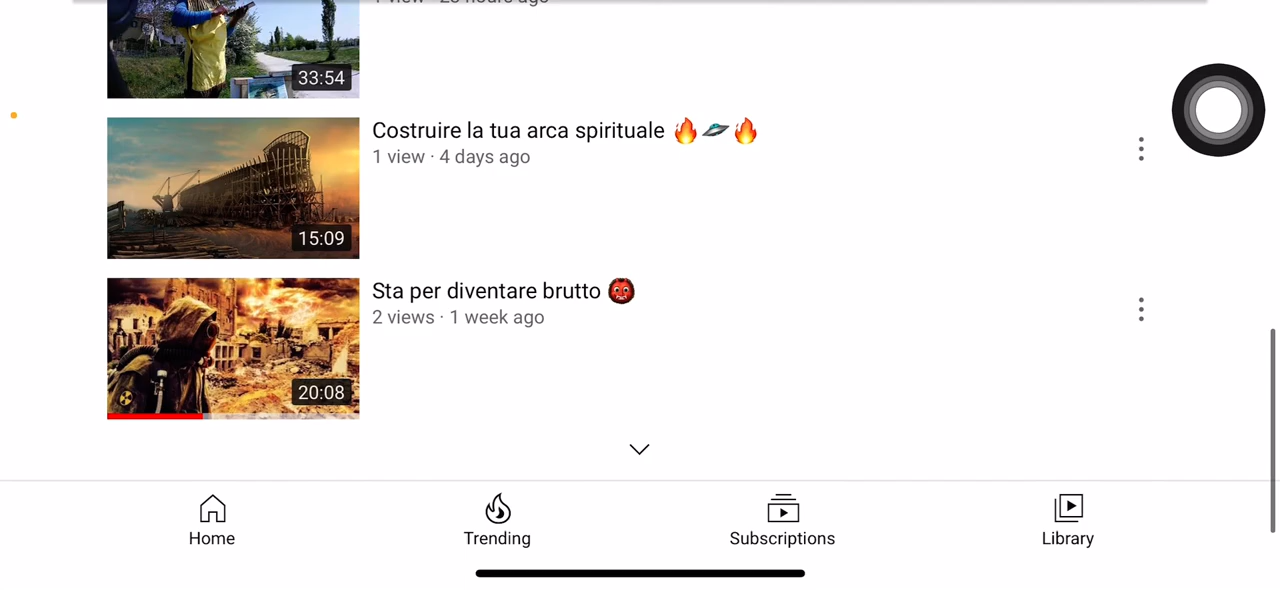 33:54
Costruire la tua arca spirituale 🔥🛸🔥
1 view · 4 days ago
15:09
Sta per diventare brutto 👹
2 views · 1 week ago
20:08
Home
Trending
Subscriptions
Library